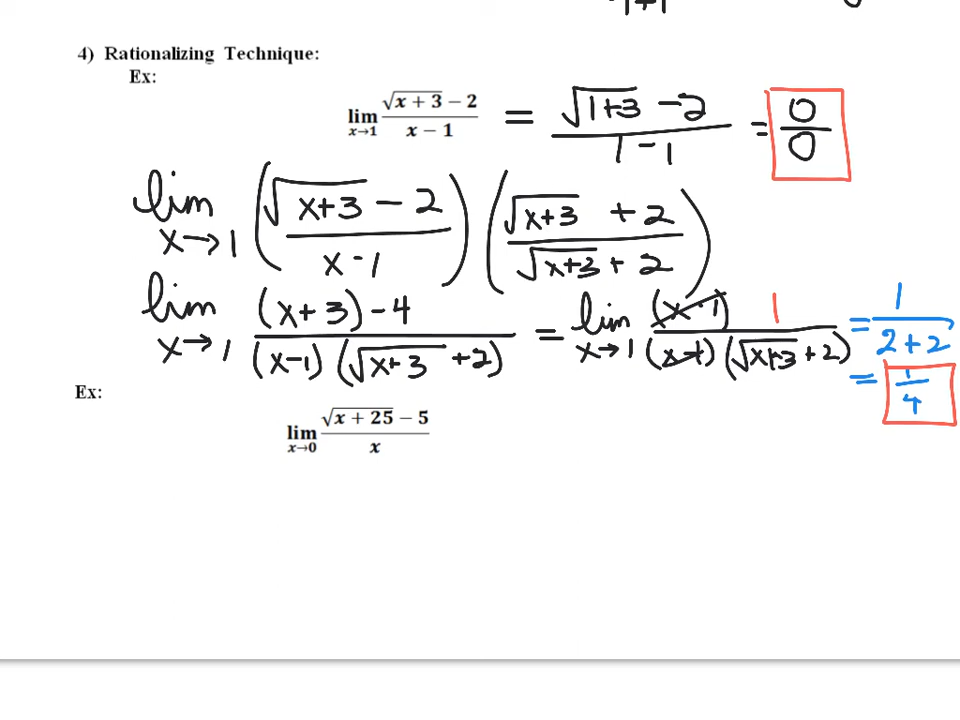 4) Rationalizing Technique:
Ex:
lim x→1 (√(x + 3) − 2)/(x − 1) = (√(1+3) − 2)/(1 − 1) = 0/0
lim x→1 ((√(x+3) − 2)/(x − 1)) ((√(x+3) + 2)/(√(x+3) + 2))
lim x→1 ((x+3) − 4)/((x−1)(√(x+3) + 2)) = lim x→1 (x−1) 1/((x−1)(√(x+3) + 2)) = 1/(2+2)
= 1/4
Ex:
lim x→0 (√(x + 25) − 5)/x